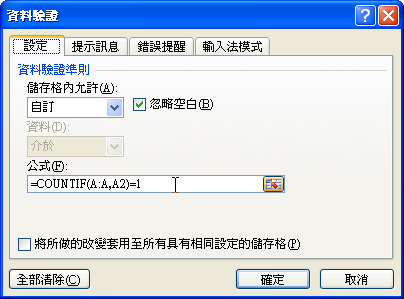 資料驗證
設定 提示訊息 錯誤提醒 輸入法模式
資料驗證準則
儲存格內允許(A):
自訂 忽略空白(B)
資料(D):
介於
公式(F):
=COUNTIF(A:A,A2)=1
將所做的改變套用至所有具有相同設定的儲存格(P)
全部清除(C) 確定 取消